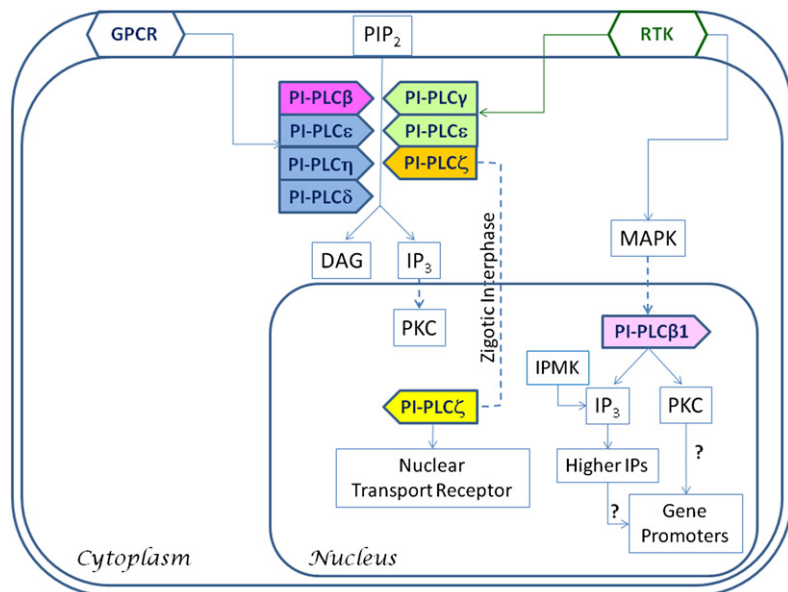 GPCR
PIP₂
RTK
PI-PLCβ
PI-PLCγ
PI-PLCε
PI-PLCε
PI-PLCη
PI-PLCζ
PI-PLCδ
DAG
IP₃
MAPK
Zigotic Interphase
PKC
PI-PLCβ1
IPMK
PI-PLCζ
IP₃
PKC
?
Nuclear
Transport Receptor
Higher IPs
?
Gene
Promoters
Cytoplasm
Nucleus